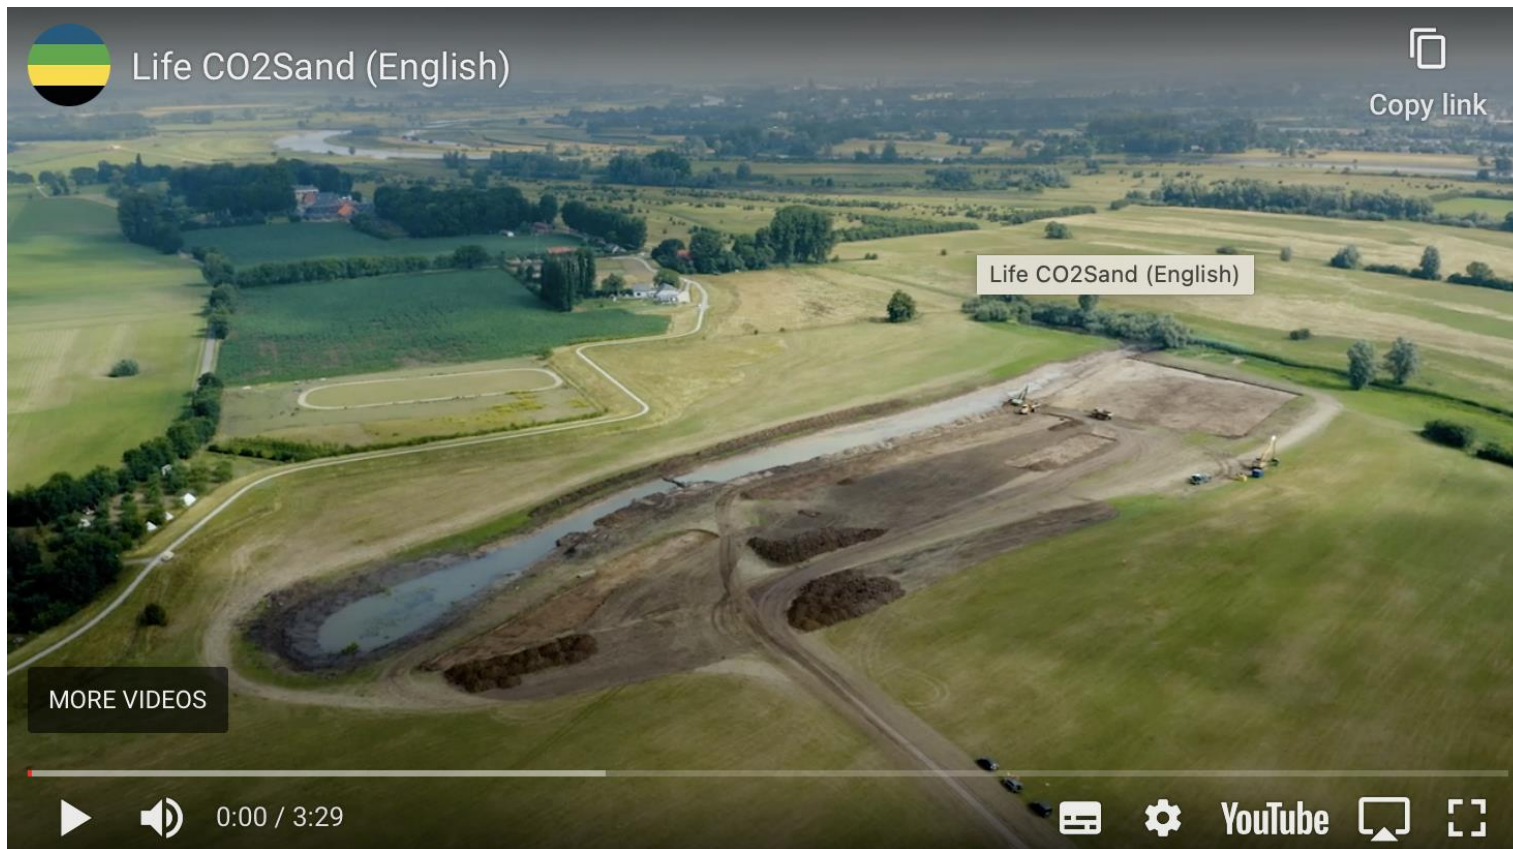 Life CO2Sand (English)
Copy link
Life CO2Sand (English)
MORE VIDEOS
0:00 / 3:29
YouTube